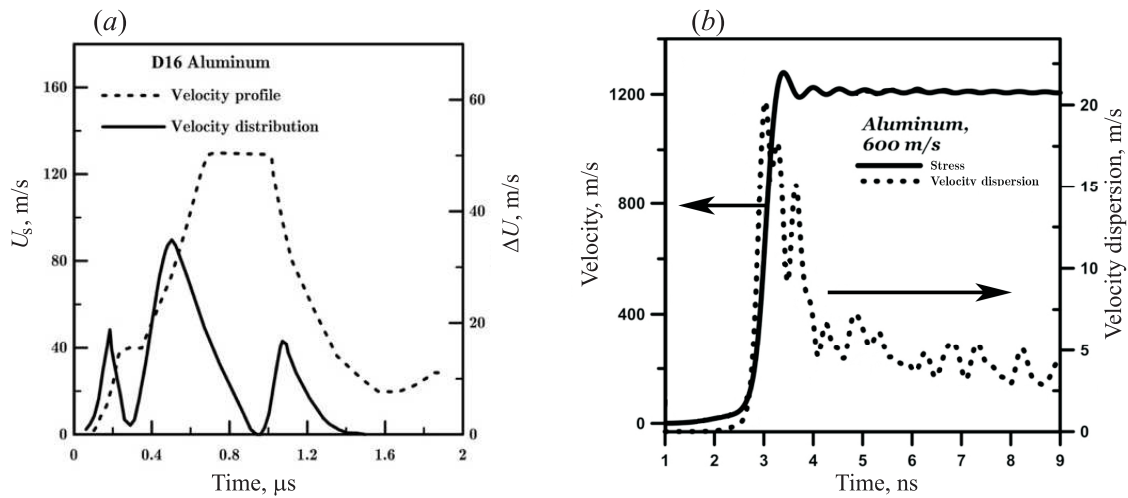 (a)
D16 Aluminum
Velocity profile
Velocity distribution
160
130
80
40
0
Us, m/s
60
40
20
0
ΔU, m/s
0 0.4 0.8 1.2 1.6 2
Time, μs
(b)
1200
800
400
0
Velocity, m/s
Aluminum,
600 m/s
Stress
Velocity dispersion
20
15
10
5
0
Velocity dispersion, m/s
1 2 3 4 5 6 7 8 9
Time, ns